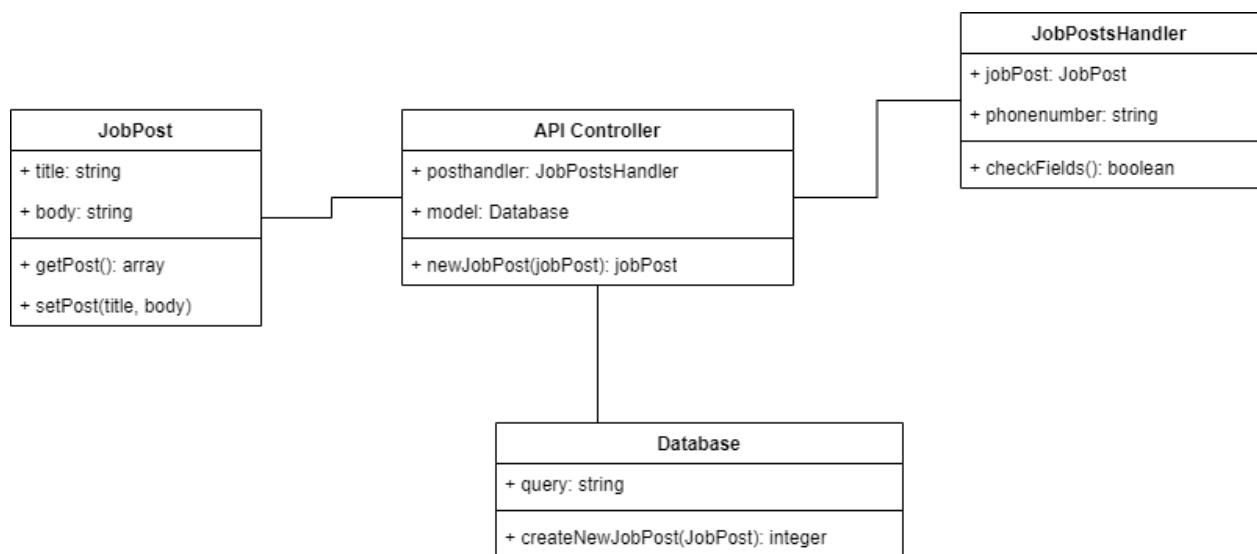 JobPostsHandler
+ jobPost: JobPost
+ phonenumber: string
+ checkFields(): boolean
JobPost
+ title: string
+ body: string
+ getPost(): array
+ setPost(title, body)
API Controller
+ posthandler: JobPostsHandler
+ model: Database
+ newJobPost(jobPost): jobPost
Database
+ query: string
+ createNewJobPost(JobPost): integer